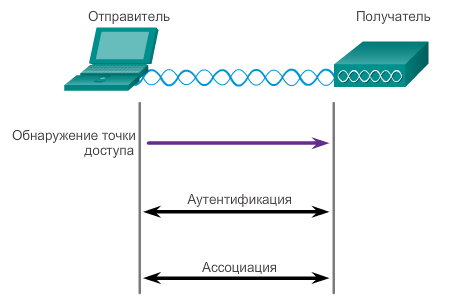 Отправитель
Получатель
Обнаружение точки
доступа
Аутентификация
Ассоциация